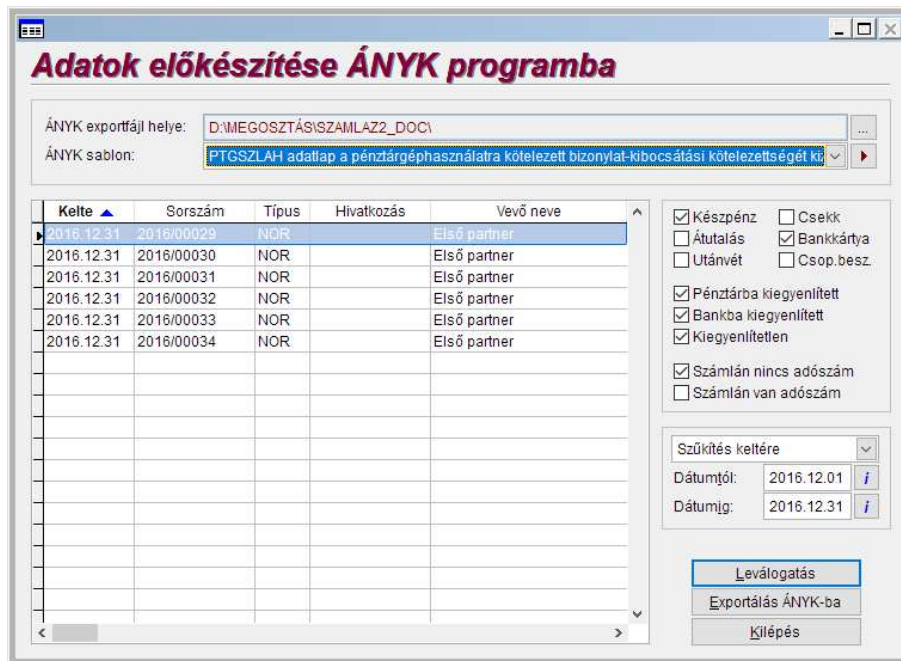 Adatok előkészítése ÁNYK programba
ÁNYK exportfájl helye: D:\MEGOSZTÁS\SZAMLAZ2_DOC\ ...
ÁNYK sablon: PTGSZLAH adatlap a pénztárgéphasználatra kötelezett bizonylat-kibocsátási kötelezettségét
Kelte Sorszám Típus Hivatkozás Vevő neve
2016.12.31 2016/00029 NOR Első partner
2016.12.31 2016/00030 NOR Első partner
2016.12.31 2016/00031 NOR Első partner
2016.12.31 2016/00032 NOR Első partner
2016.12.31 2016/00033 NOR Első partner
2016.12.31 2016/00034 NOR Első partner
Készpénz Csekk
Átutalás Bankkártya
Utánvét Csop.besz.
Pénztárba kiegyenlített
Bankba kiegyenlített
Kiegyenlítetlen
Számlán nincs adószám
Számlán van adószám
Szűkítés keltére
Dátumtól: 2016.12.01 i
Dátumig: 2016.12.31 i
Leválogatás
Exportálás ÁNYK-ba
Kilépés